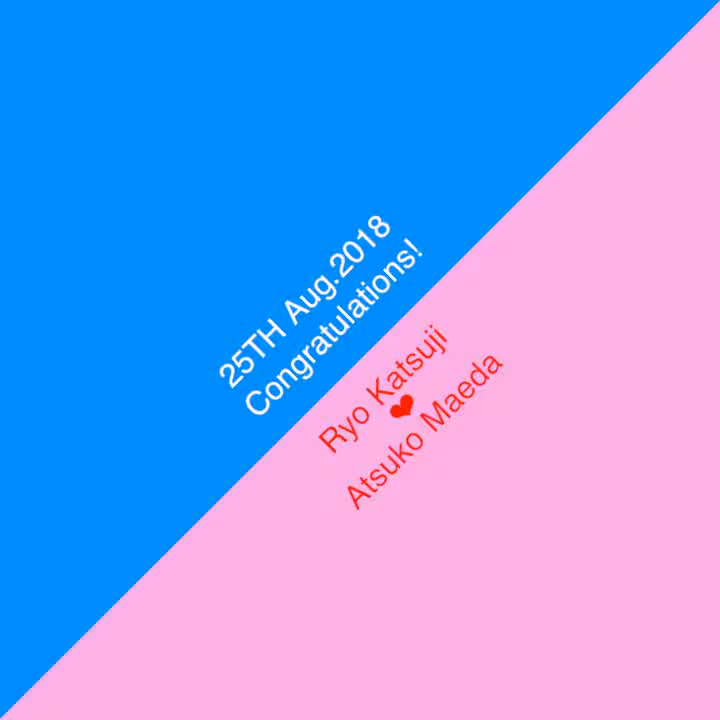 25TH Aug.2018
Congratulations!
Ryo Katsuji
❤
Atsuko Maeda